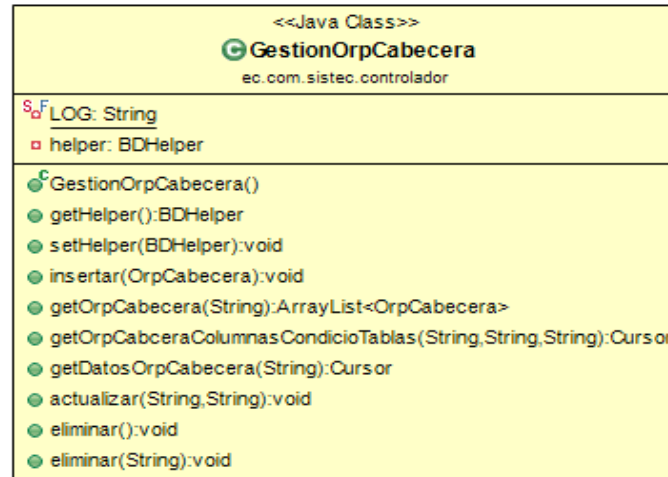 <<Java Class>>
GestionOrpCabecera
ec.com.sistec.controlador
LOG: String
helper: BDHelper
GestionOrpCabecera()
getHelper():BDHelper
setHelper(BDHelper):void
insertar(OrpCabecera):void
getOrpCabecera(String):ArrayList<OrpCabecera>
getOrpCabceraColumnasCondicioTablas(String,String,String):Cursor
getDatosOrpCabecera(String):Cursor
actualizar(String,String):void
eliminar():void
eliminar(String):void